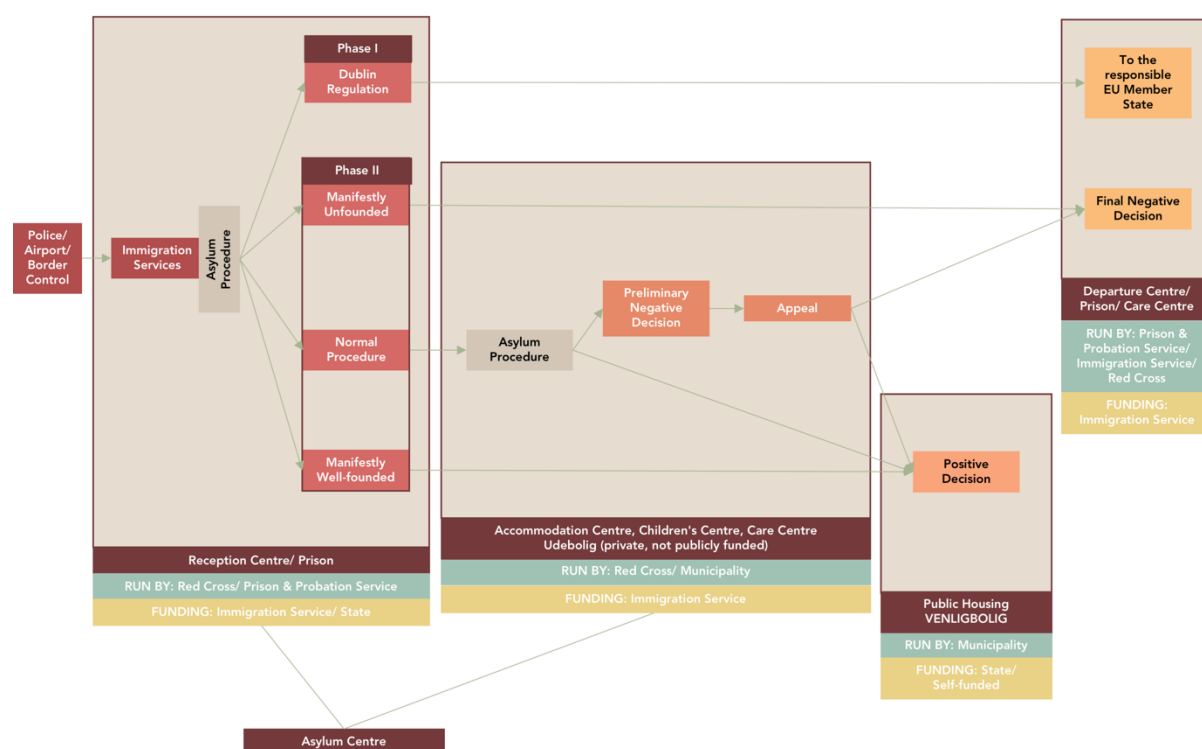 Phase I
Dublin
Regulation
To the
responsible
EU Member
State
Phase II
Manifestly
Unfounded
Final Negative
Decision
Police/
Airport/
Border
Control
Immigration
Services
Asylum
Procedure
Preliminary
Negative
Decision
Appeal
Normal
Procedure
Asylum
Procedure
Manifestly
Well-founded
Positive
Decision
Departure Centre/
Prison/ Care Centre
RUN BY: Prison &
Probation Service/
Immigration Service/
Red Cross
FUNDING:
Immigration Service
Reception Centre/ Prison
RUN BY: Red Cross/ Prison & Probation Service
FUNDING: Immigration Service/ State
Accommodation Centre, Children's Centre, Care Centre
Udebolig (private, not publicly funded)
RUN BY: Red Cross/ Municipality
FUNDING: Immigration Service
Public Housing
VENLIGBOLIG
RUN BY: Municipality
FUNDING: State/
Self-funded
Asylum Centre